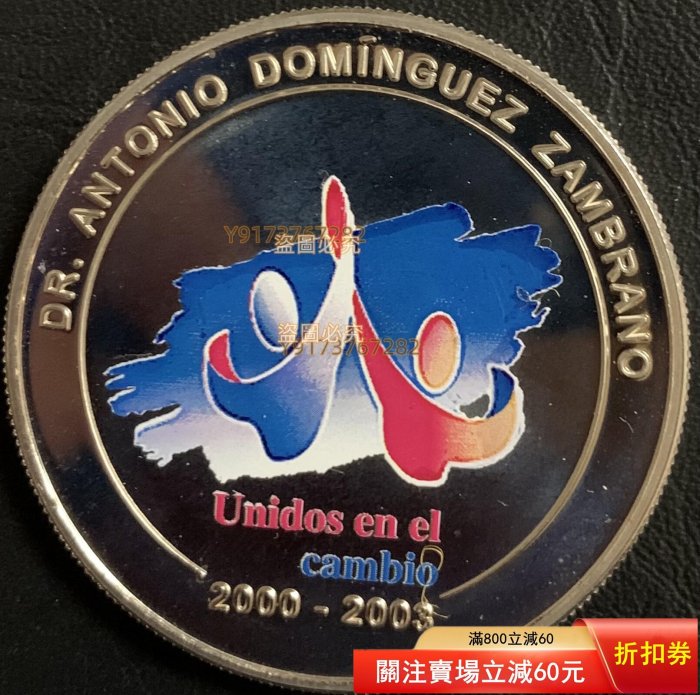 DR. ANTONIO DOMÍNGUEZ ZAMBRANO
Y9173767282
盜圖必究
盜圖必究
Y9173767282
Unidos en el
cambio
2000 - 2003
滿800立減60
關注賣場立減60元
折扣券